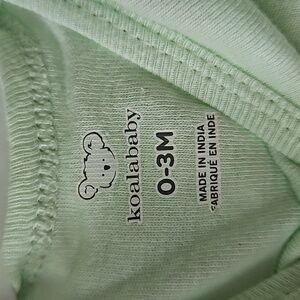 koalababy
0-3M
MADE IN INDIA
FABRIQUÉ EN INDE